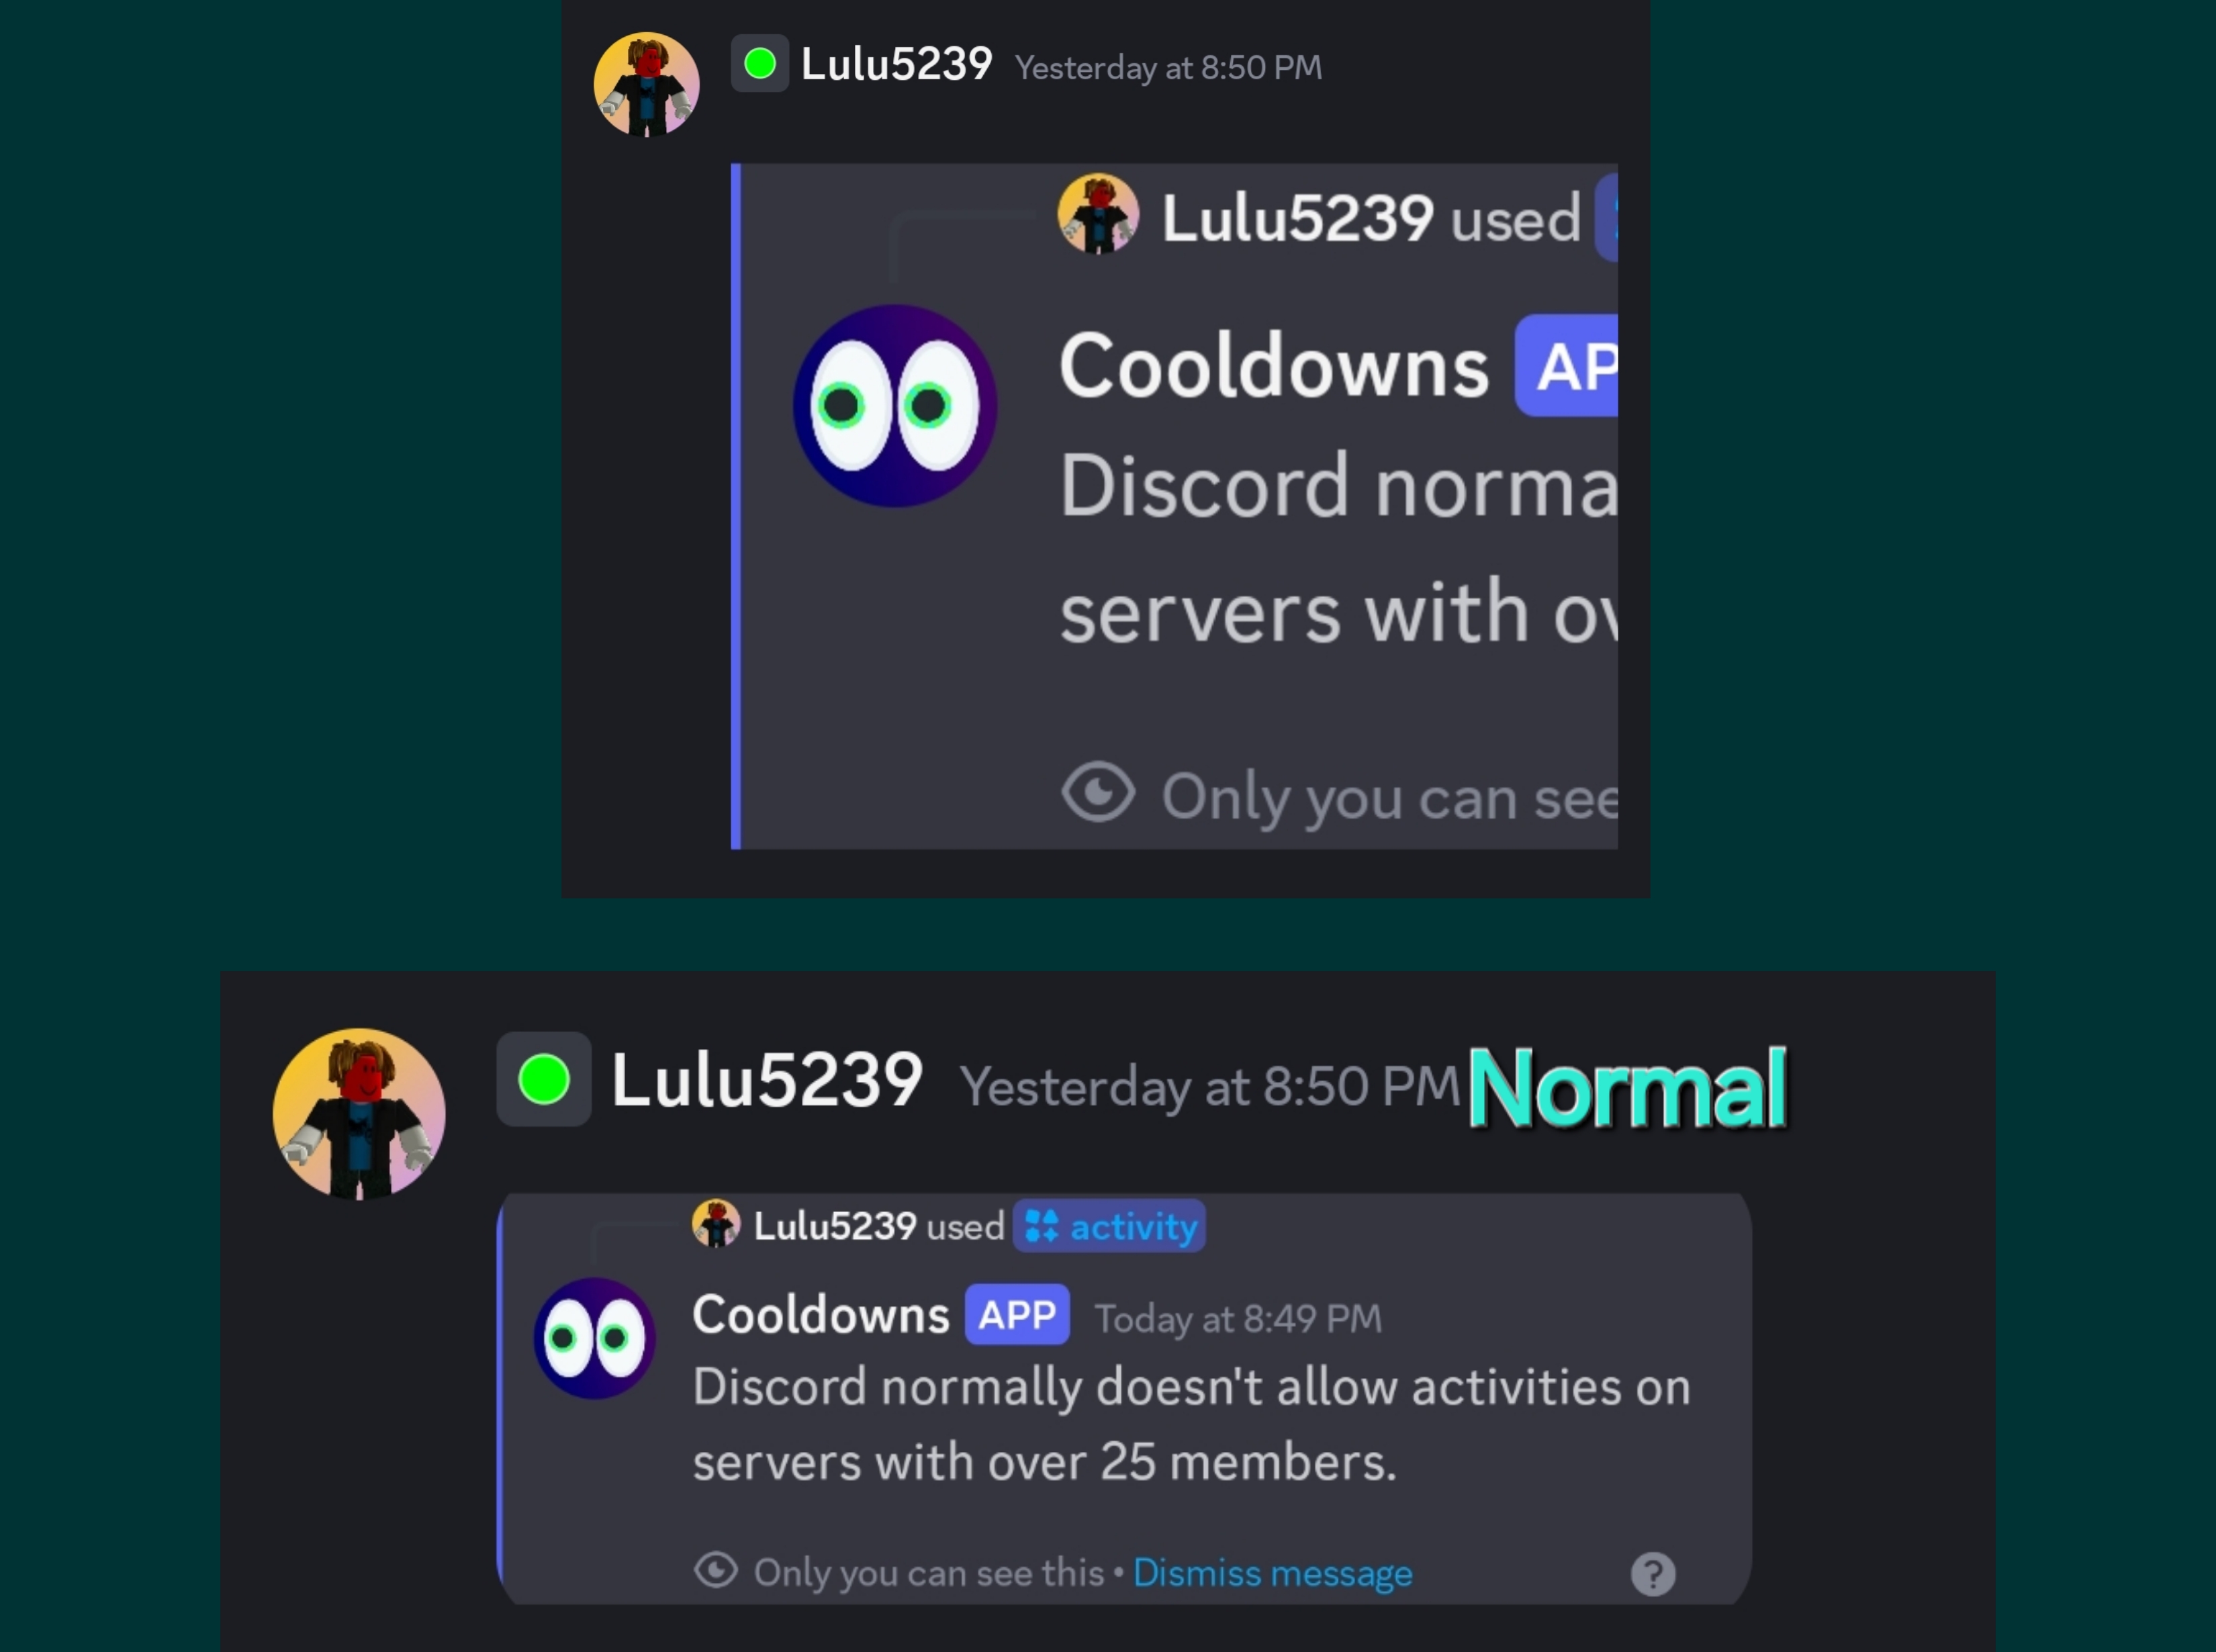 Lulu5239 Yesterday at 8:50 PM
Lulu5239 used
Cooldowns AP
Discord norma
servers with ov
Only you can see
Lulu5239 Yesterday at 8:50 PM Normal
Lulu5239 used activity
Cooldowns APP Today at 8:49 PM
Discord normally doesn't allow activities on
servers with over 25 members.
Only you can see this • Dismiss message ?